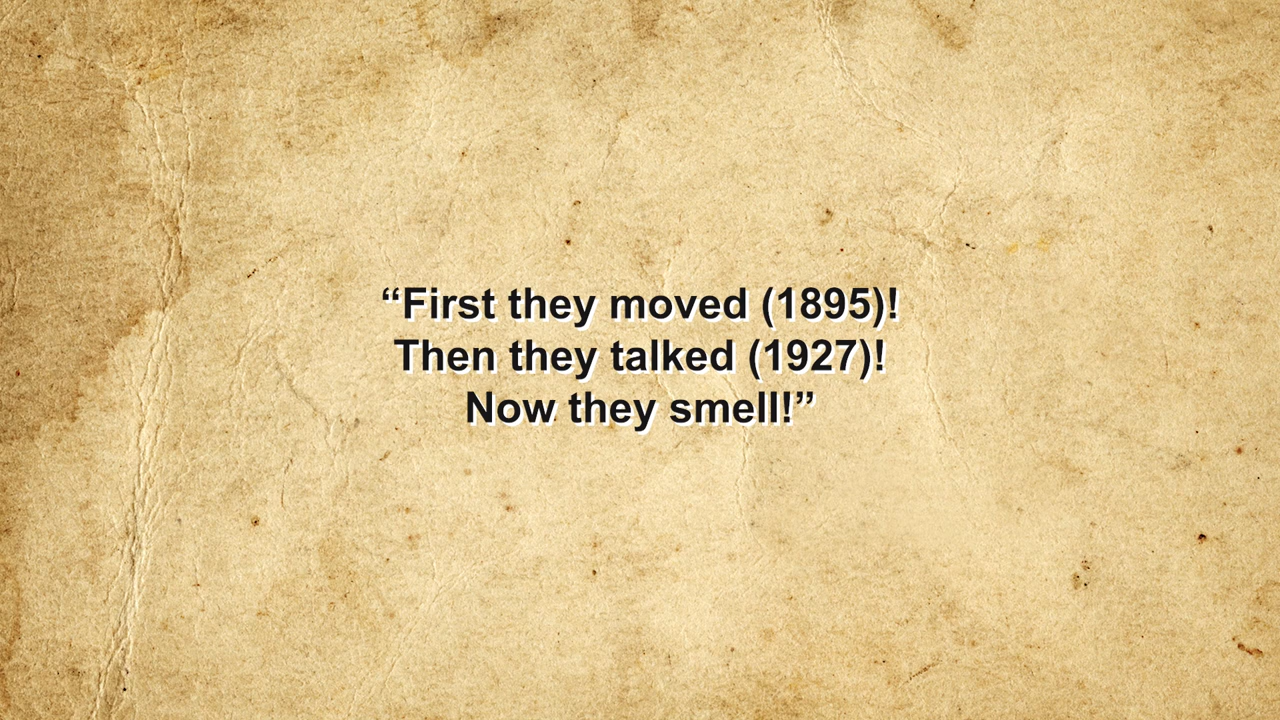 “First they moved (1895)!
Then they talked (1927)!
Now they smell!”